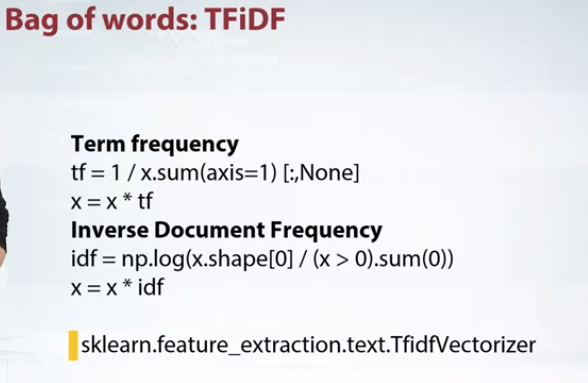 Bag of words: TFiDF
Term frequency
tf = 1 / x.sum(axis=1) [:,None]
x = x * tf
Inverse Document Frequency
idf = np.log(x.shape[0] / (x > 0).sum(0))
x = x * idf
sklearn.feature_extraction.text.TfidfVectorizer